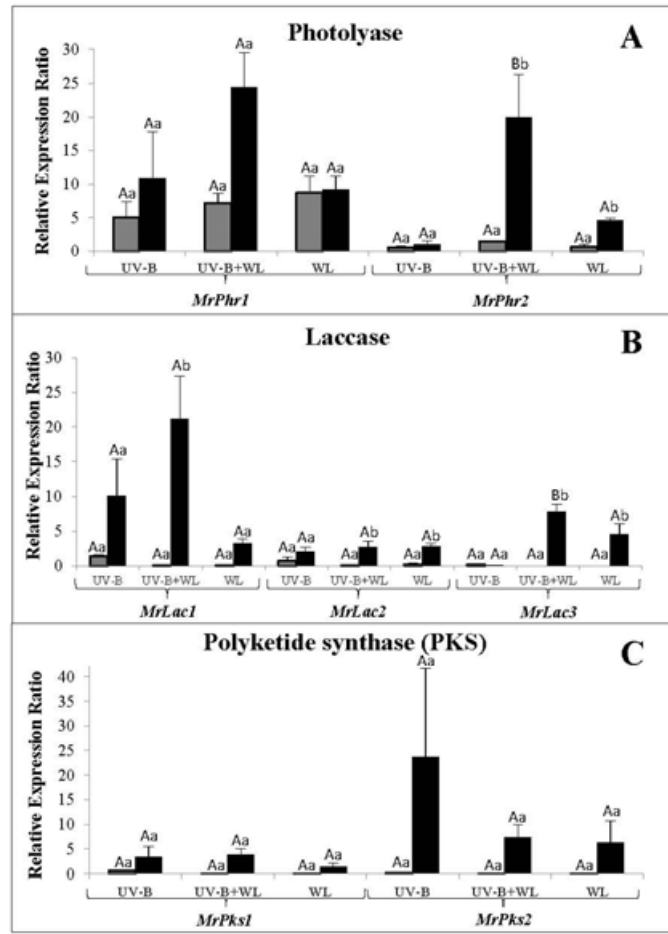 Photolyase
A
Relative Expression Ratio
30
25
20
15
10
5
0
Aa Aa Aa Aa Aa Aa Aa Aa Aa Bb Aa Ab
UV-B UV-B+WL WL UV-B UV-B+WL WL
MrPhr1 MrPhr2
Laccase
B
Relative Expression Ratio
30
25
20
15
10
5
0
Aa Aa Aa Ab Aa Aa Aa Aa Aa Ab Aa Ab Aa Aa Aa Bb Aa Ab
UV-B UV-B+WL WL UV-B UV-B+WL WL UV-B UV-B+WL WL
MrLac1 MrLac2 MrLac3
Polyketide synthase (PKS)
C
Relative Expression Ratio
40
35
30
25
20
15
10
5
0
Aa Aa Aa Aa Aa Aa Aa Aa Aa Aa Aa Aa
UV-B UV-B+WL WL UV-B UV-B+WL WL
MrPks1 MrPks2